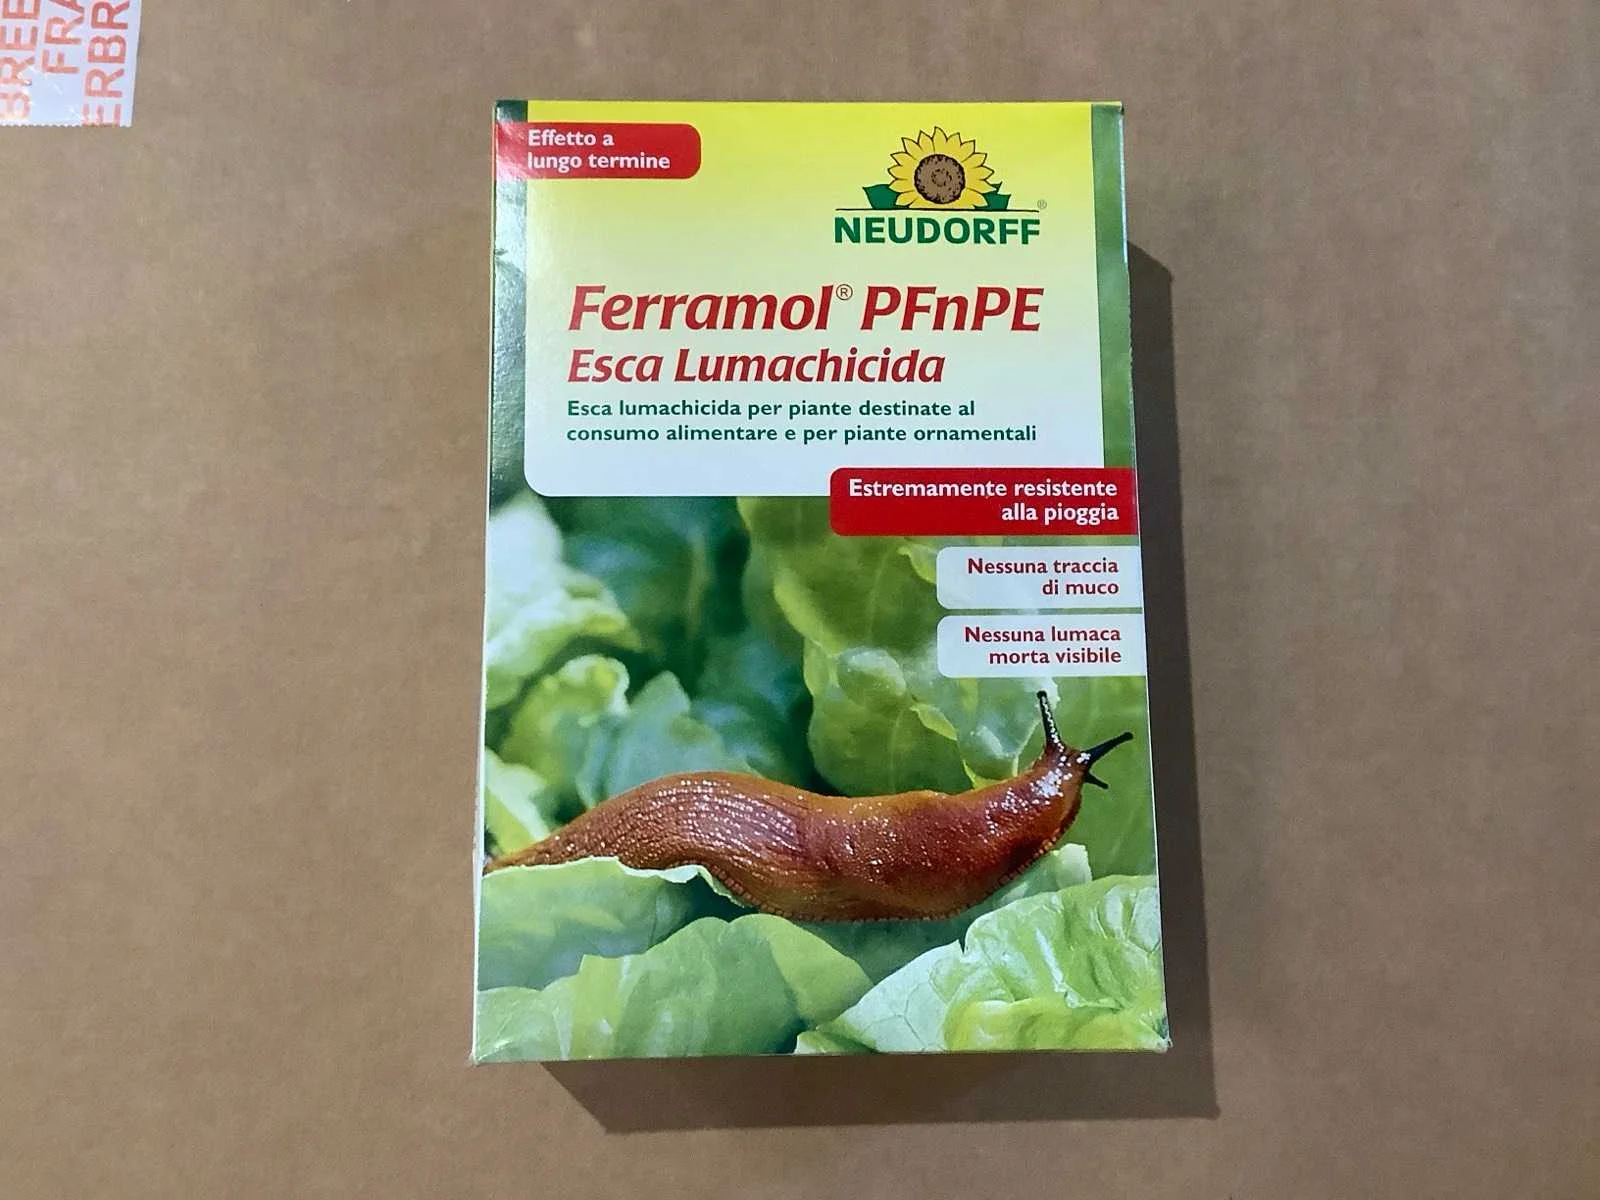 Effetto a
lungo termine
NEUDORFF®
Ferramol® PFnPE
Esca Lumachicida
Esca lumachicida per piante destinate al
consumo alimentare e per piante ornamentali
Estremamente resistente
alla pioggia
Nessuna traccia
di muco
Nessuna lumaca
morta visibile